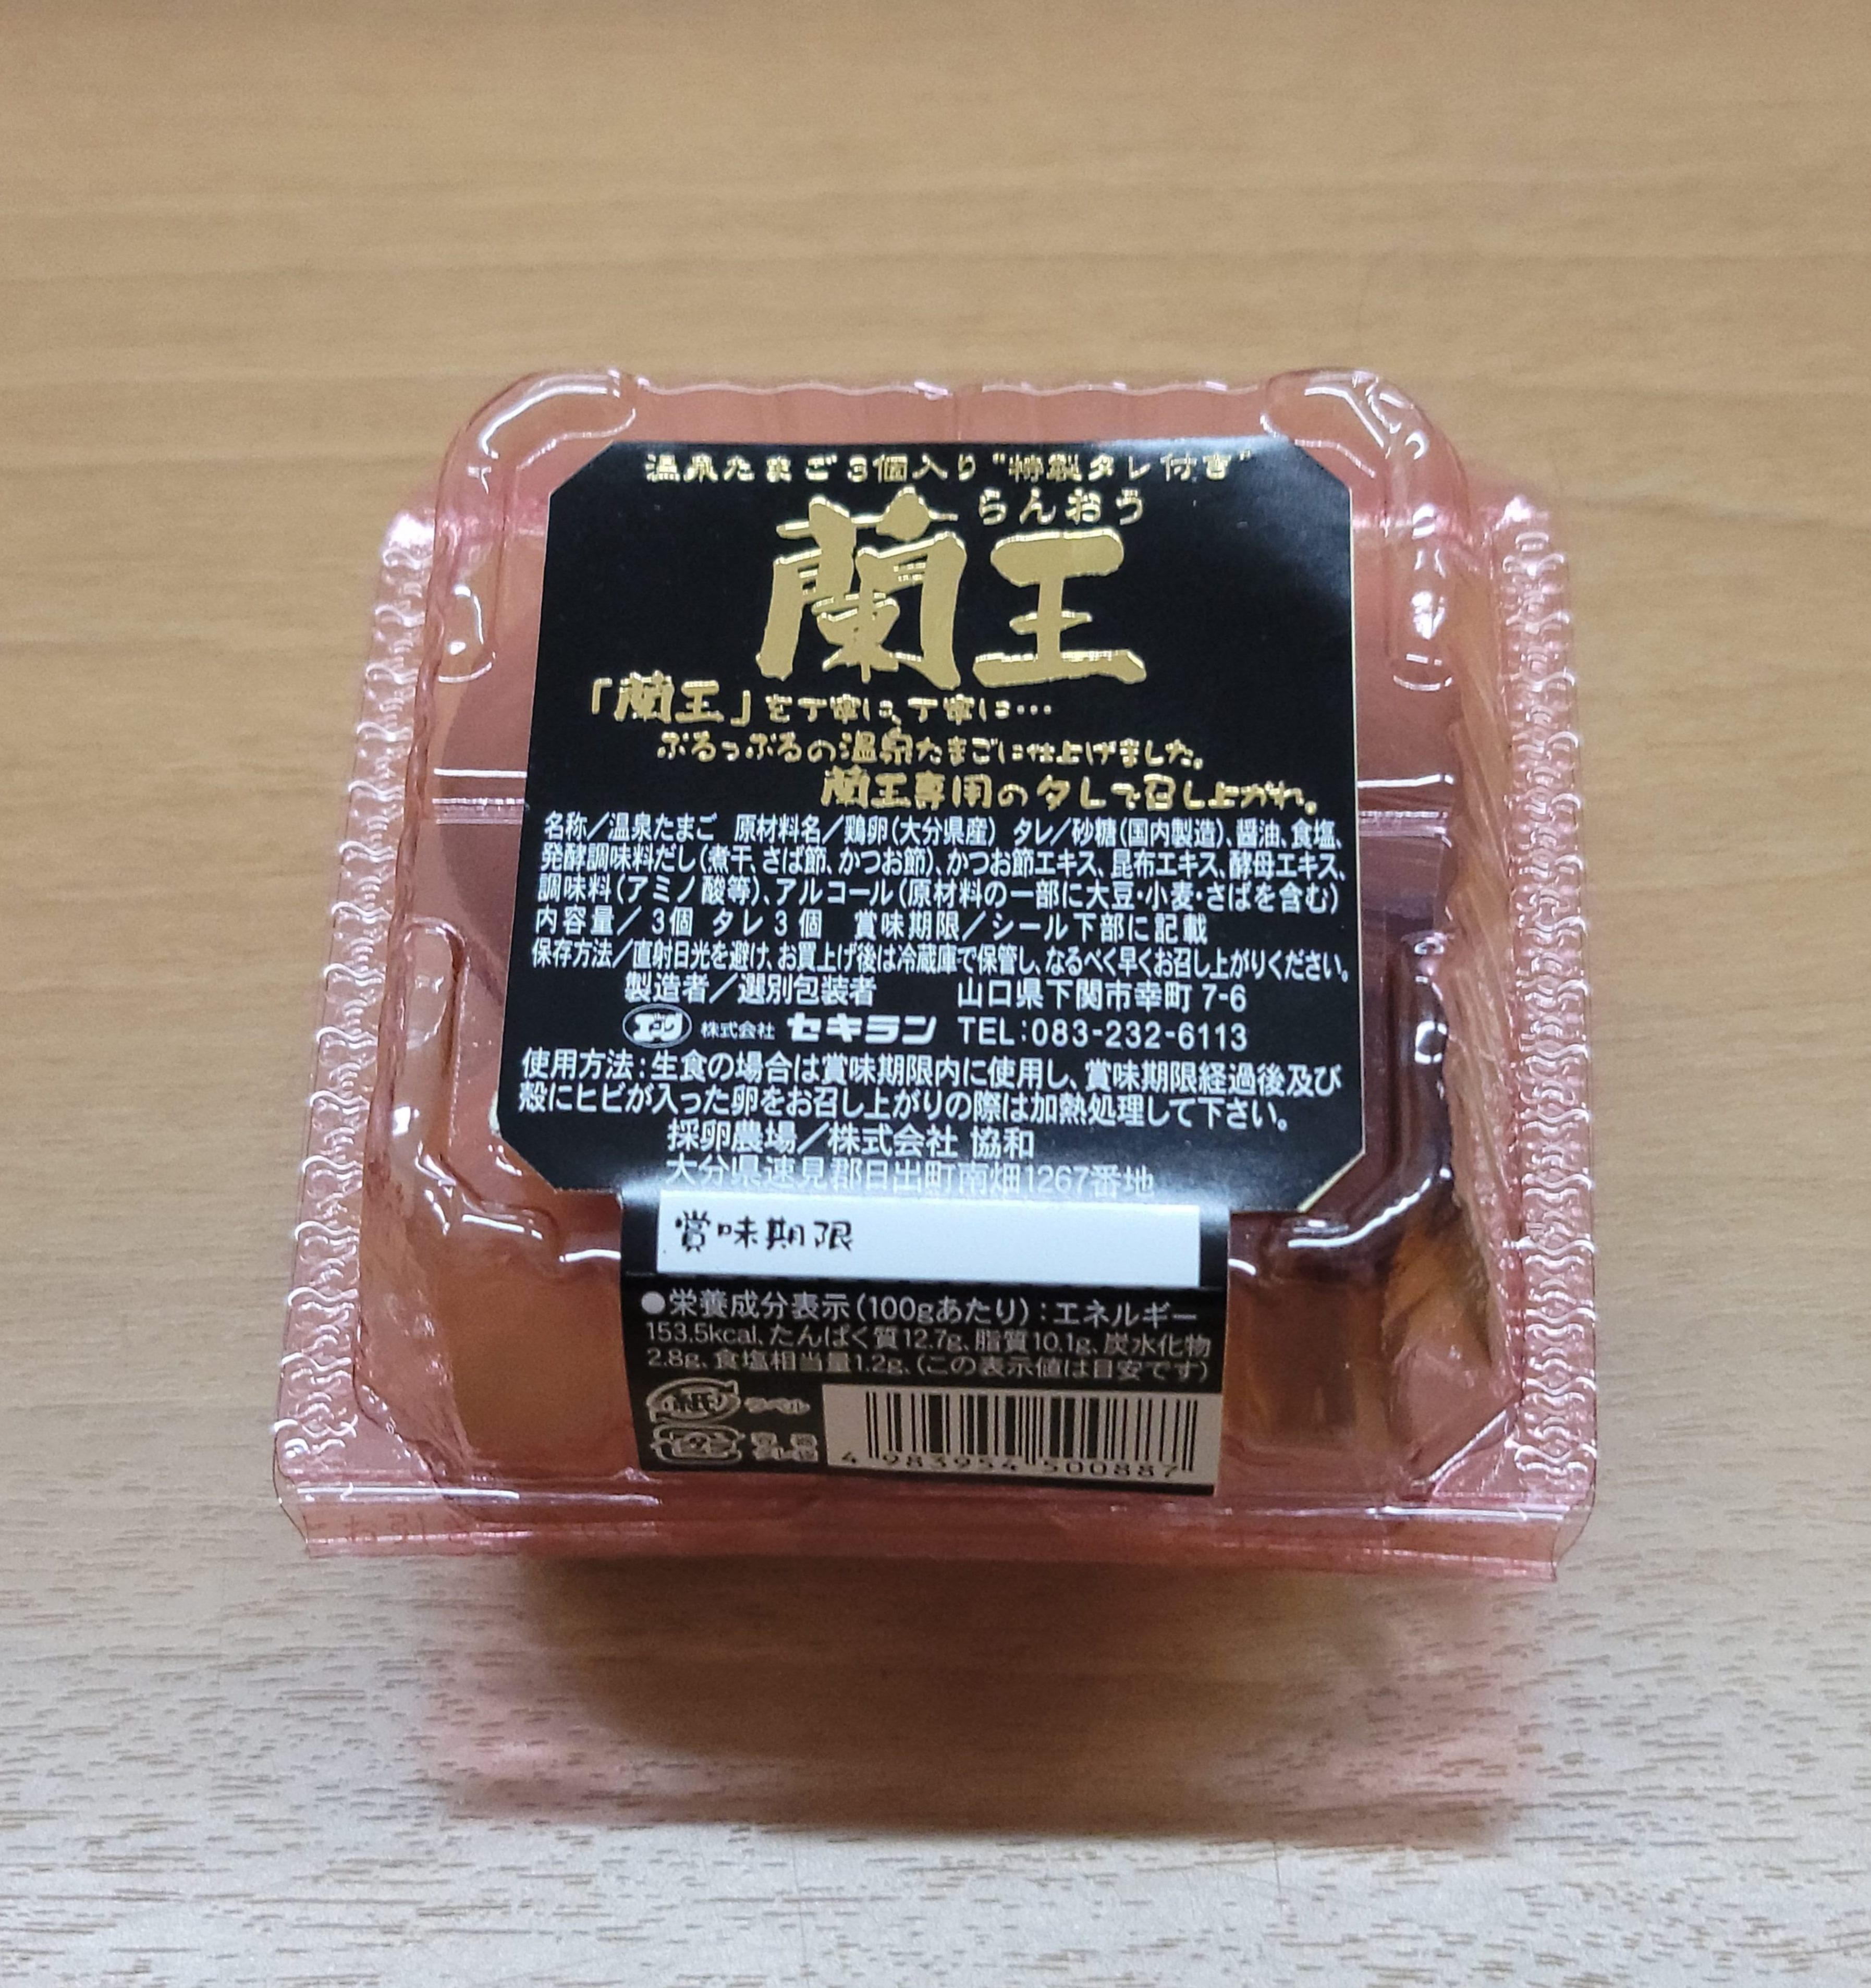 温泉たまご3個入り"特製タレ付き"
らんおう
蘭王
「蘭王」を丁寧に、丁寧に…
ぷるっぷるの温泉たまごに仕上げました。
蘭王専用のタレで召し上がれ。
名称/温泉たまご 原材料名/鶏卵(大分県産) タレ/砂糖(国内製造)、醤油、食塩、
発酵調味料だし(煮干、さば節、かつお節)、かつお節エキス、昆布エキス、酵母エキス、
調味料(アミノ酸等)、アルコール(原材料の一部に大豆・小麦・さばを含む)
内容量/3個 タレ3個 賞味期限/シール下部に記載
保存方法/直射日光を避け、お買上げ後は冷蔵庫で保管し、なるべく早くお召し上がりください。
製造者/選別包装者 山口県下関市幸町7-6
株式会社 セキラン TEL:083-232-6113
使用方法:生食の場合は賞味期限内に使用し、賞味期限経過後及び
殻にヒビが入った卵をお召し上がりの際は加熱処理して下さい。
採卵農場/株式会社 協和
大分県速見郡日出町南畑1267番地
賞味期限
●栄養成分表示(100gあたり):エネルギー
153.5kcal、たんぱく質12.7g、脂質10.1g、炭水化物
2.8g、食塩相当量1.2g、(この表示値は目安です)
紙 ラベル
プラ 容器
タレ袋
4 983954 500887